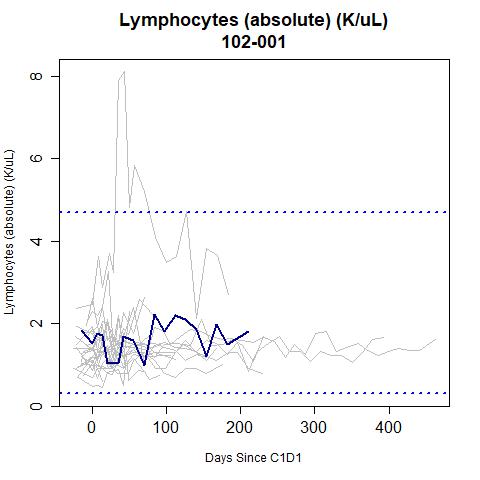 Lymphocytes (absolute) (K/uL)
102-001
Lymphocytes (absolute) (K/uL)
8
6
4
2
0
0 100 200 300 400
Days Since C1D1